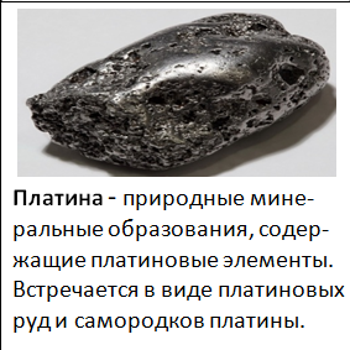 Платина - природные мине-
ральные образования, содер-
жащие платиновые элементы.
Встречается в виде платиновых
руд и самородков платины.